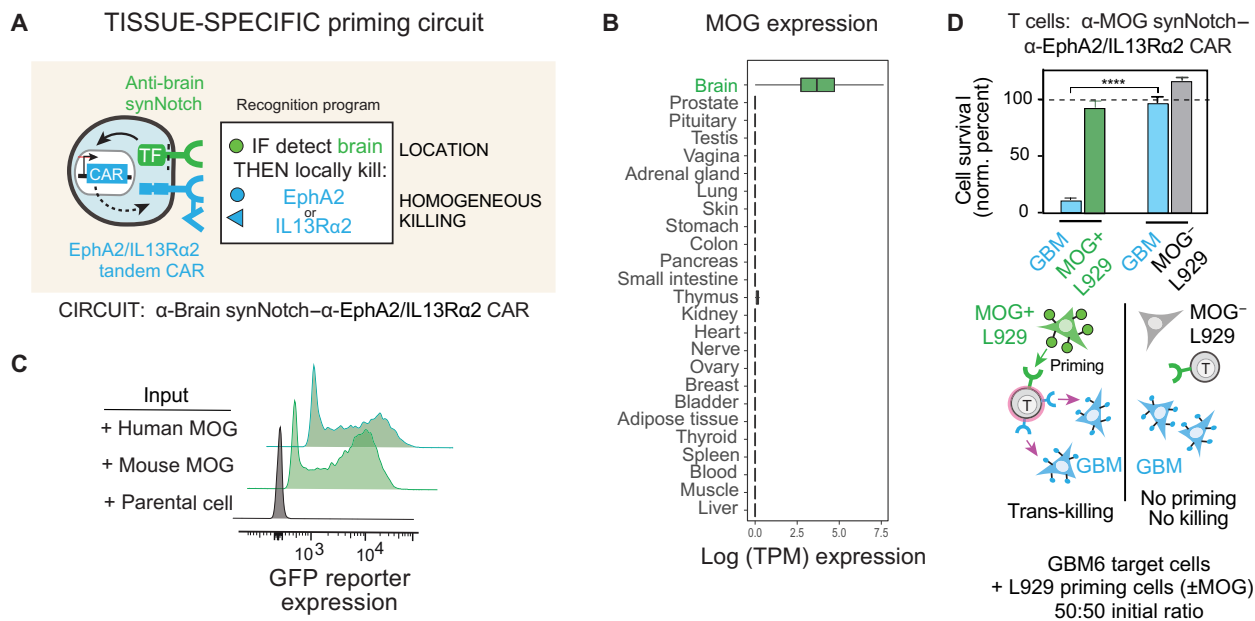 A
TISSUE-SPECIFIC priming circuit
Anti-brain
synNotch
TF
CAR
EphA2/IL13Rα2
tandem CAR
Recognition program
IF detect brain
THEN locally kill:
EphA2
or
IL13Rα2
LOCATION
HOMOGENEOUS
KILLING
CIRCUIT: α-Brain synNotch–α-EphA2/IL13Rα2 CAR
B
MOG expression
Brain
Prostate
Pituitary
Testis
Vagina
Adrenal gland
Lung
Skin
Stomach
Colon
Pancreas
Small intestine
Thymus
Kidney
Heart
Nerve
Ovary
Breast
Bladder
Adipose tissue
Thyroid
Spleen
Blood
Muscle
Liver
0.0 2.5 5.0 7.5
Log (TPM) expression
C
Input
+ Human MOG
+ Mouse MOG
+ Parental cell
10³ 10⁴
GFP reporter
expression
D
T cells: α-MOG synNotch–
α-EphA2/IL13Rα2 CAR
Cell survival
(norm. percent)
100
50
0
****
GBM
MOG+
L929
GBM
MOG⁻
L929
MOG+
L929
Priming
T
GBM
Trans-killing
MOG⁻
L929
T
GBM
No priming
No killing
GBM6 target cells
+ L929 priming cells (±MOG)
50:50 initial ratio